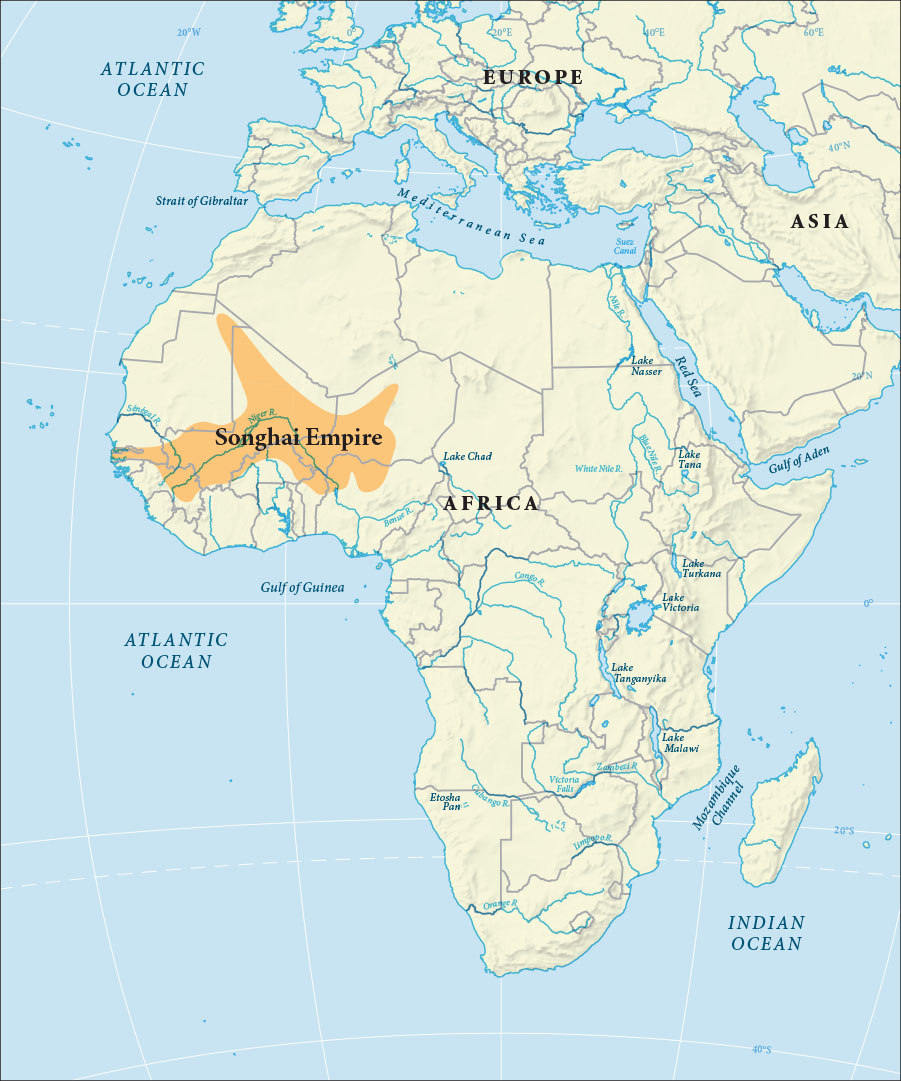 20°W
0°
20°E
40°E
60°E
ATLANTIC
OCEAN
EUROPE
40°N
Strait of Gibraltar
Mediterranean Sea
ASIA
Suez
Canal
Nile R.
Lake
Nasser
Red Sea
20°N
Sénégal R.
Niger R.
Songhai Empire
Lake Chad
White Nile R.
Blue Nile R.
Lake
Tana
Gulf of Aden
AFRICA
Benue R.
Lake
Turkana
Congo R.
Gulf of Guinea
Lake
Victoria
0°
ATLANTIC
OCEAN
Lake
Tanganyika
Lake
Malawi
Zambezi R.
Victoria
Falls
Etosha
Pan
Cubango R.
Mozambique
Channel
20°S
Limpopo R.
Orange R.
INDIAN
OCEAN
40°S